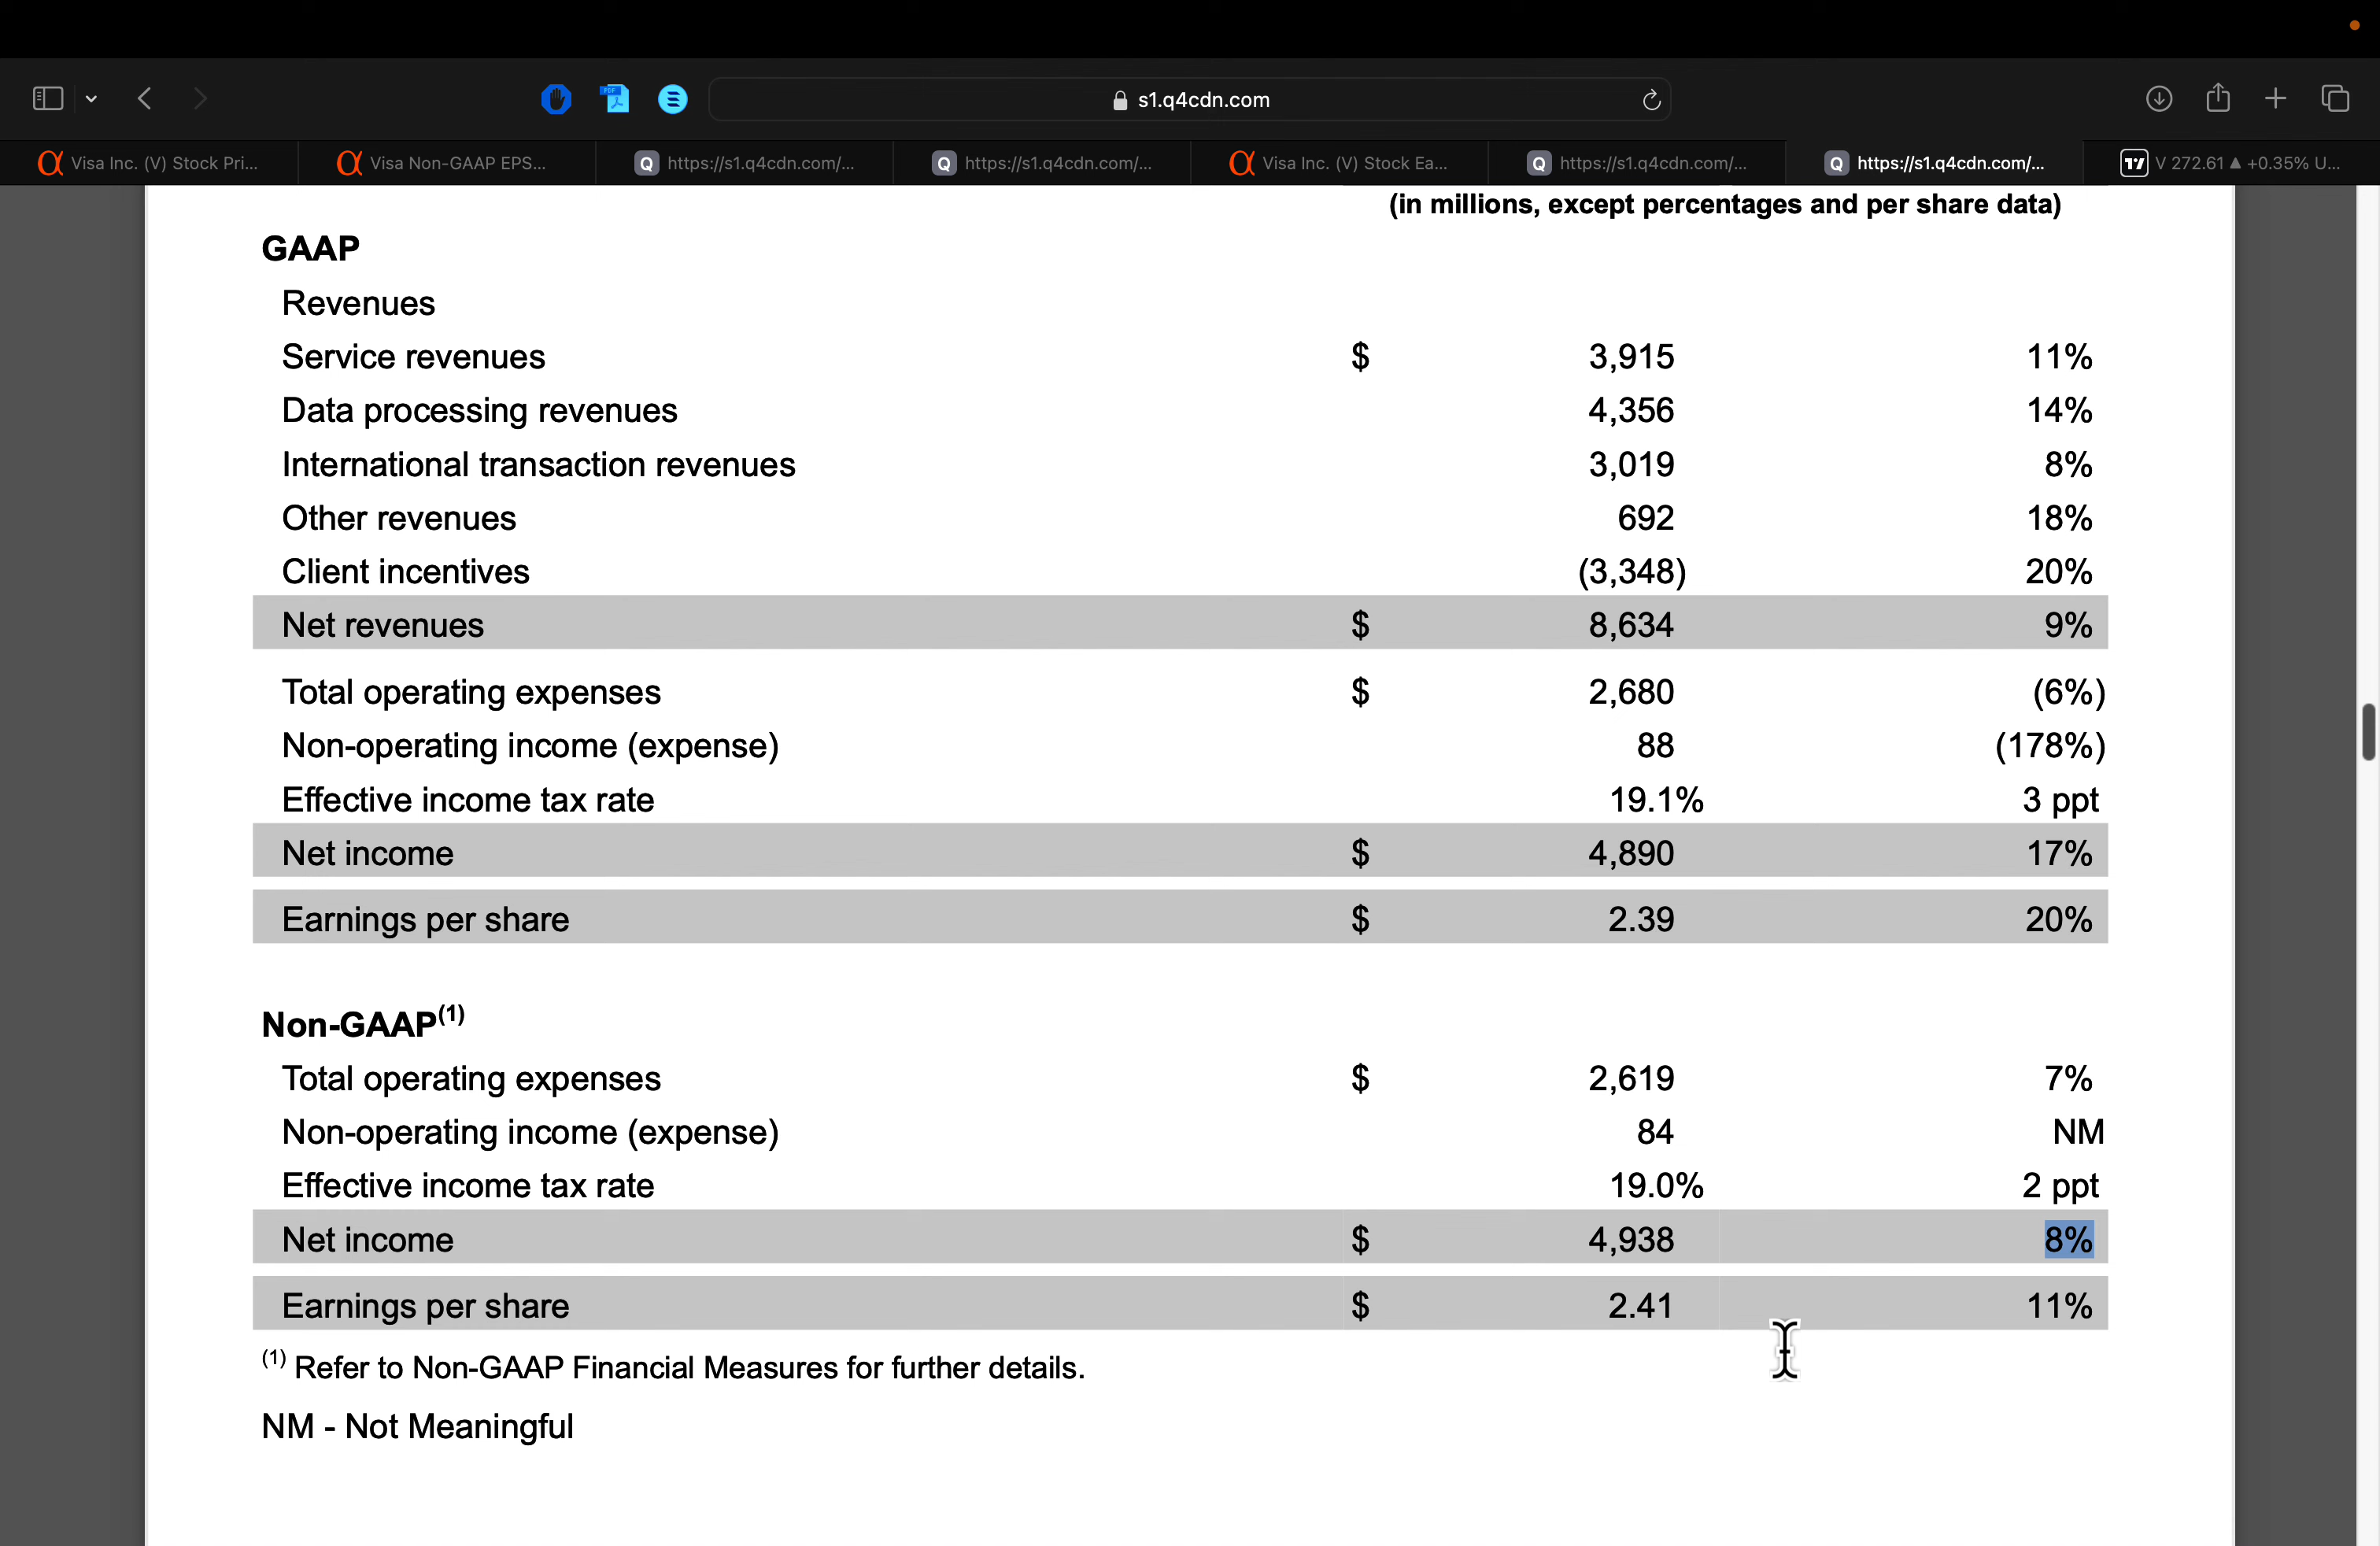 s1.q4cdn.com
Visa Inc. (V) Stock Pri...
Visa Non-GAAP EPS...
Q https://s1.q4cdn.com/...
Q https://s1.q4cdn.com/...
Visa Inc. (V) Stock Ea...
Q https://s1.q4cdn.com/...
Q https://s1.q4cdn.com/...
V 272.61 ▲ +0.35% U...
(in millions, except percentages and per share data)
GAAP
Revenues
Service revenues $ 3,915 11%
Data processing revenues 4,356 14%
International transaction revenues 3,019 8%
Other revenues 692 18%
Client incentives (3,348) 20%
Net revenues $ 8,634 9%
Total operating expenses $ 2,680 (6%)
Non-operating income (expense) 88 (178%)
Effective income tax rate 19.1% 3 ppt
Net income $ 4,890 17%
Earnings per share $ 2.39 20%
Non-GAAP(1)
Total operating expenses $ 2,619 7%
Non-operating income (expense) 84 NM
Effective income tax rate 19.0% 2 ppt
Net income $ 4,938 8%
Earnings per share $ 2.41 11%
(1) Refer to Non-GAAP Financial Measures for further details.
NM - Not Meaningful